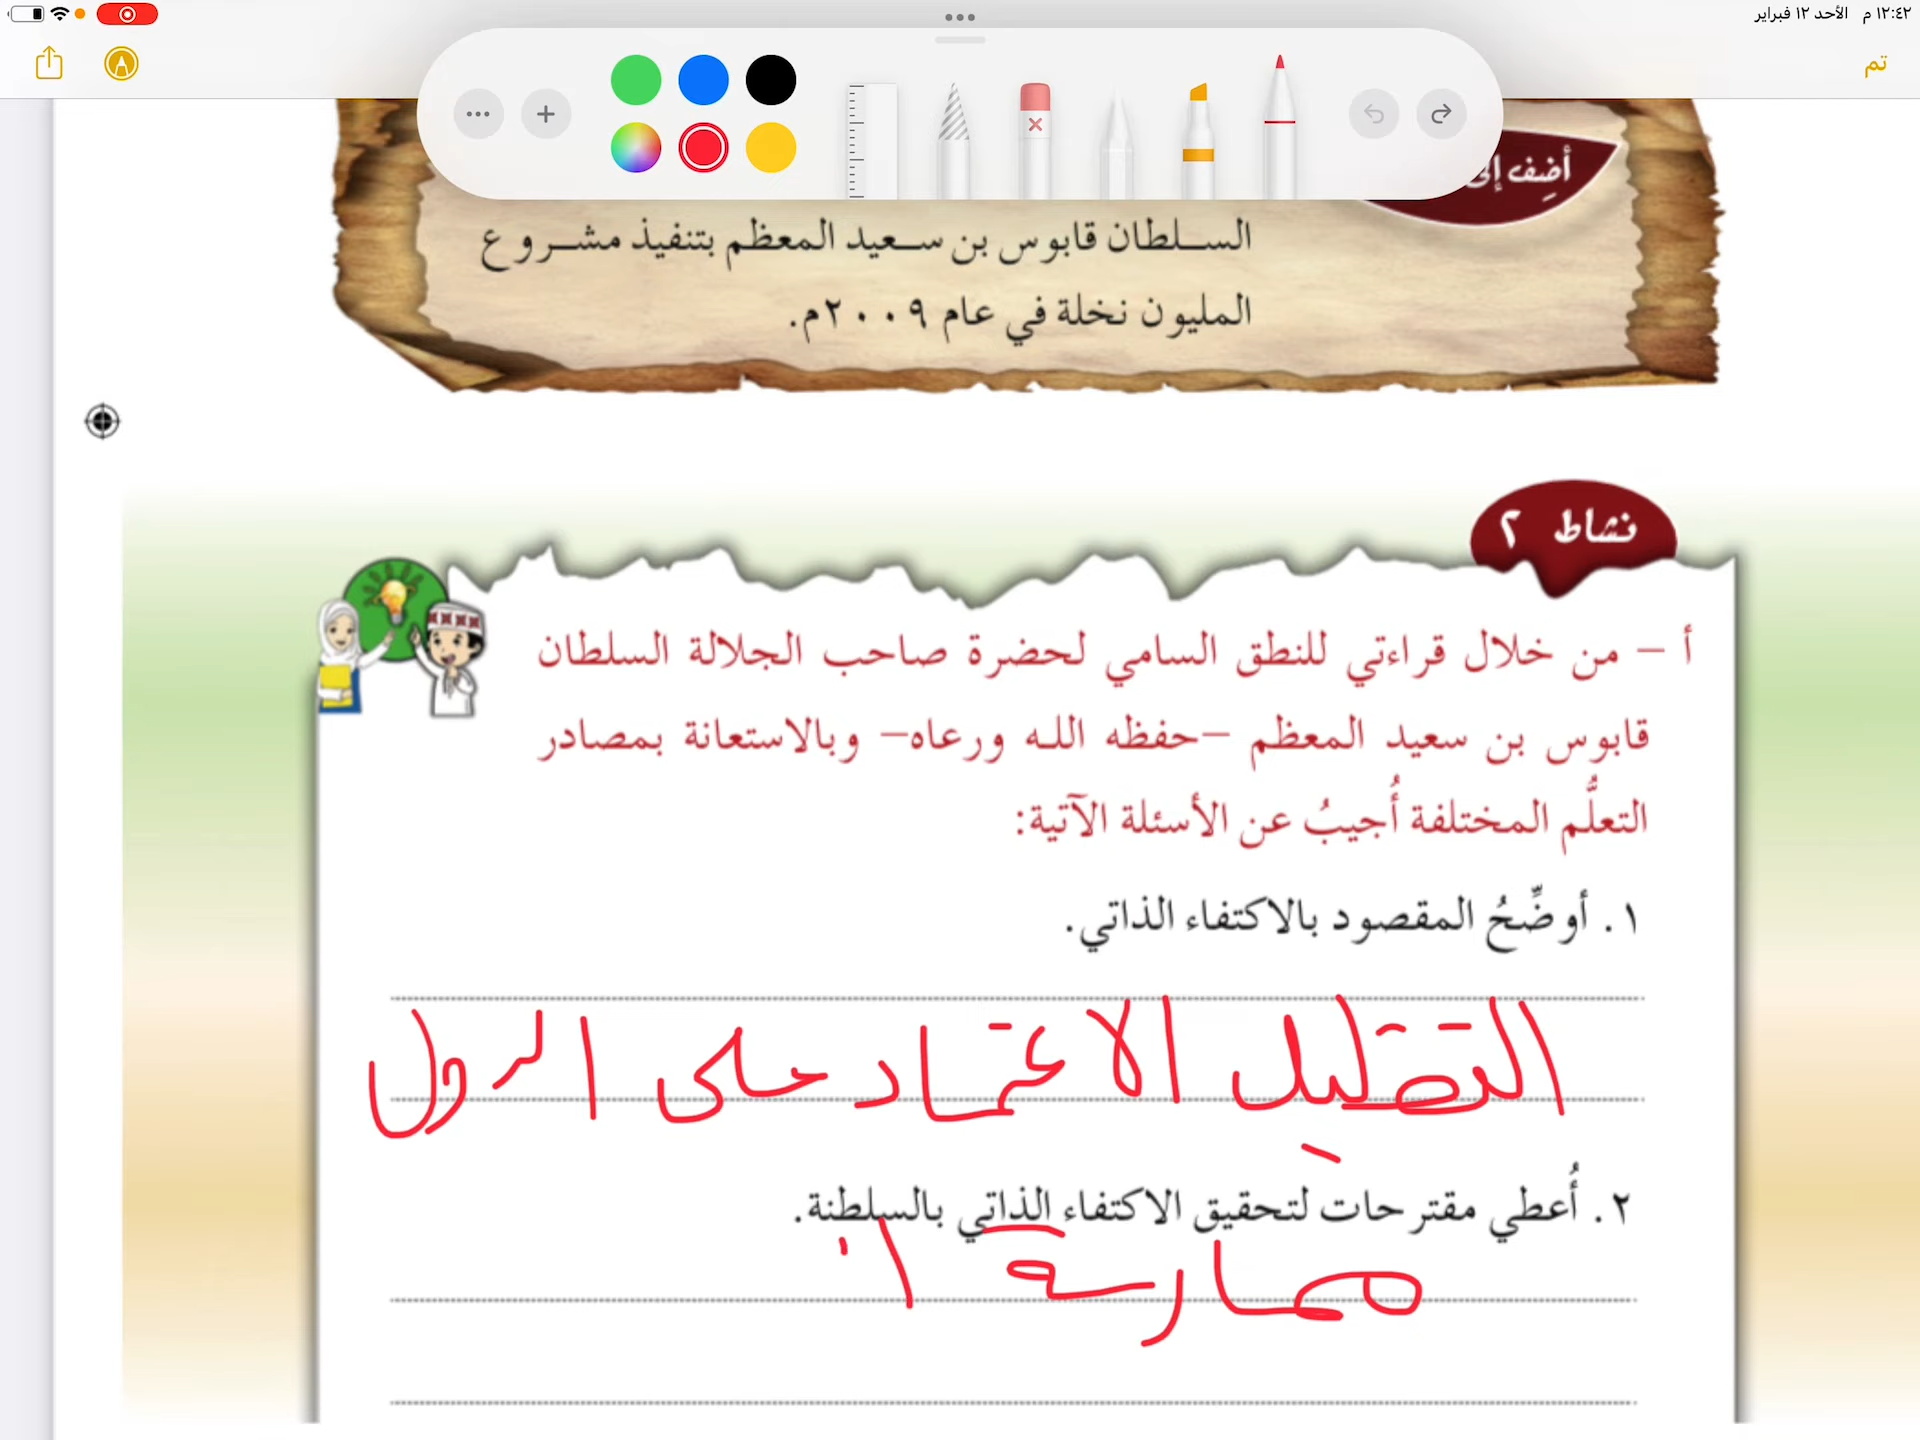 ١٢:٤٢ م الأحد ١٢ فبراير
تم
أضِف إلى
السلطان قابوس بن سعيد المعظم بتنفيذ مشروع
المليون نخلة في عام ٢٠٠٩م.
نشاط ٢
أ – من خلال قراءتي للنطق السامي لحضرة صاحب الجلالة السلطان
قابوس بن سعيد المعظم –حفظه الله ورعاه– وبالاستعانة بمصادر
التعلُّم المختلفة أُجيبُ عن الأسئلة الآتية:
١. أوضِّحُ المقصود بالاكتفاء الذاتي.
التقليل الاعتماد على الدول
٢. أُعطي مقترحات لتحقيق الاكتفاء الذاتي بالسلطنة.
ممارسة